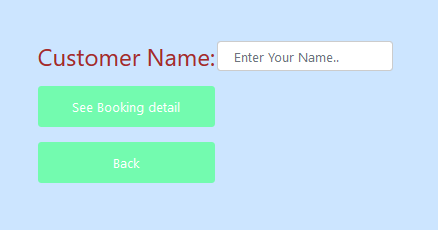 Customer Name: Enter Your Name..
See Booking detail
Back